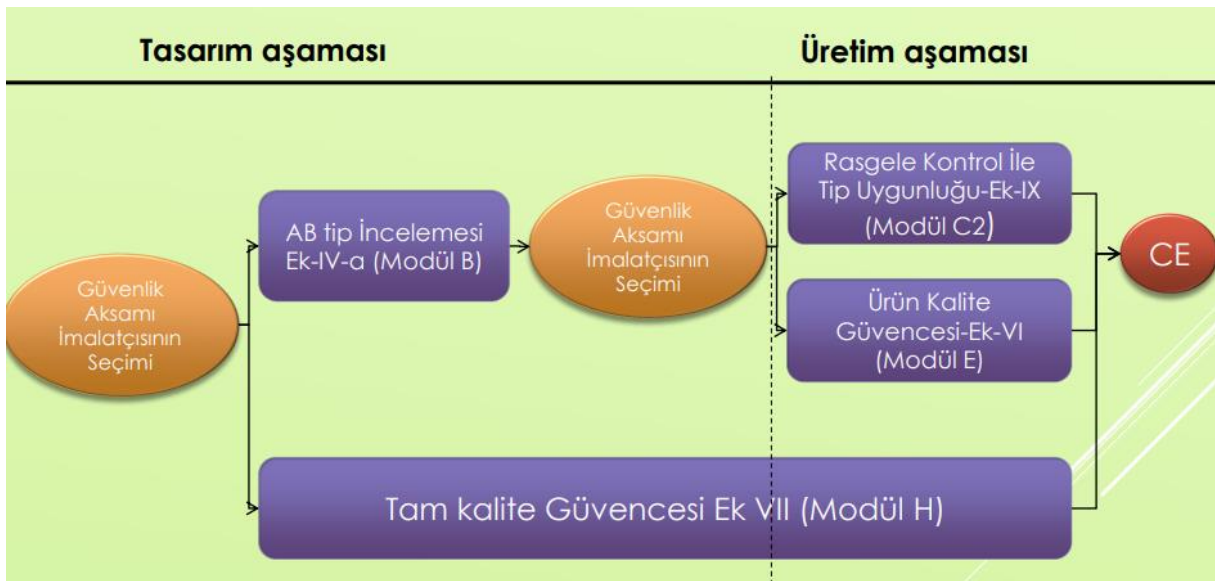 Tasarım aşaması
Üretim aşaması
Güvenlik
Aksamı
İmalatçısının
Seçimi
AB tip İncelemesi
Ek-IV-a (Modül B)
Güvenlik
Aksamı
İmalatçısının
Seçimi
Rasgele Kontrol İle
Tip Uygunluğu-Ek-IX
(Modül C2)
Ürün Kalite
Güvencesi-Ek-VI
(Modül E)
CE
Tam kalite Güvencesi Ek VII (Modül H)